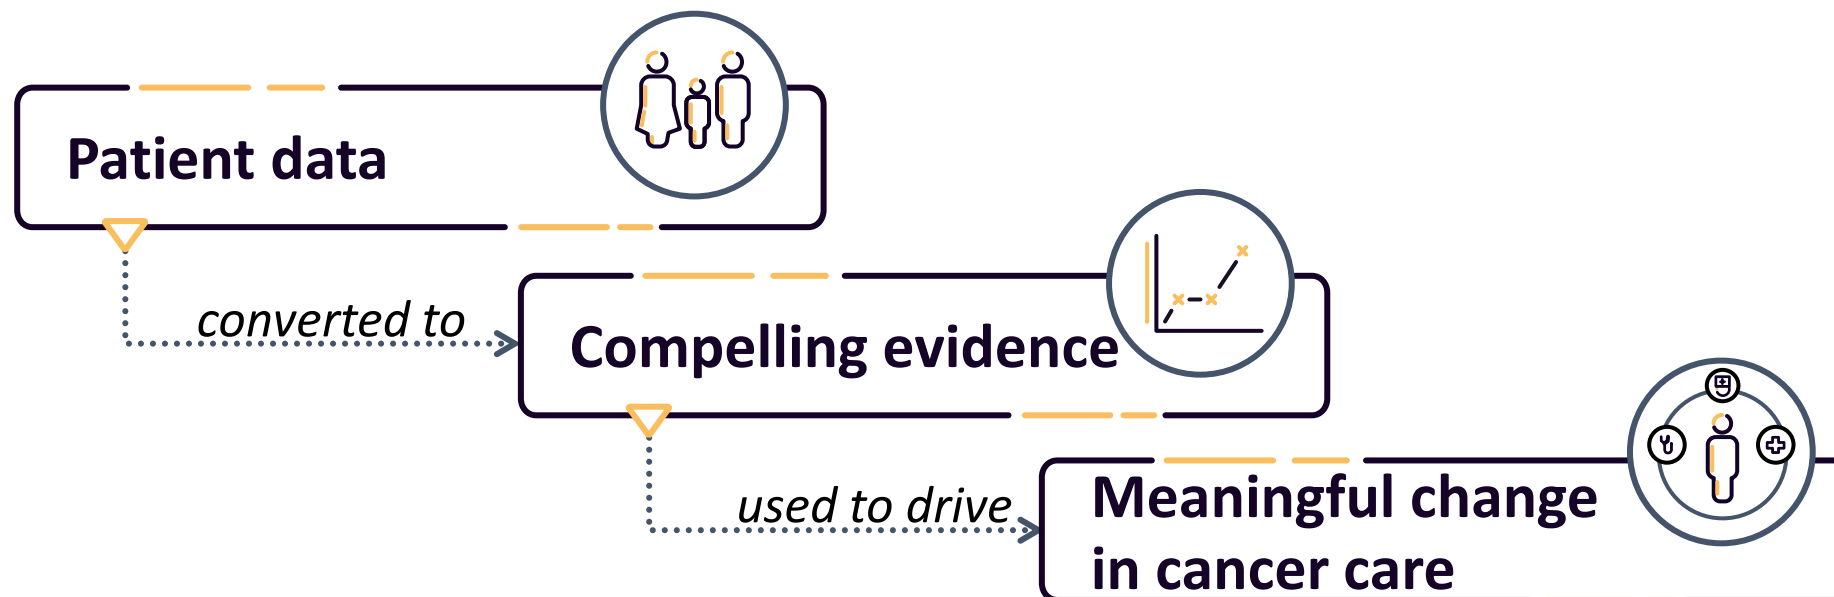 Patient data
converted to
Compelling evidence
used to drive
Meaningful change
in cancer care